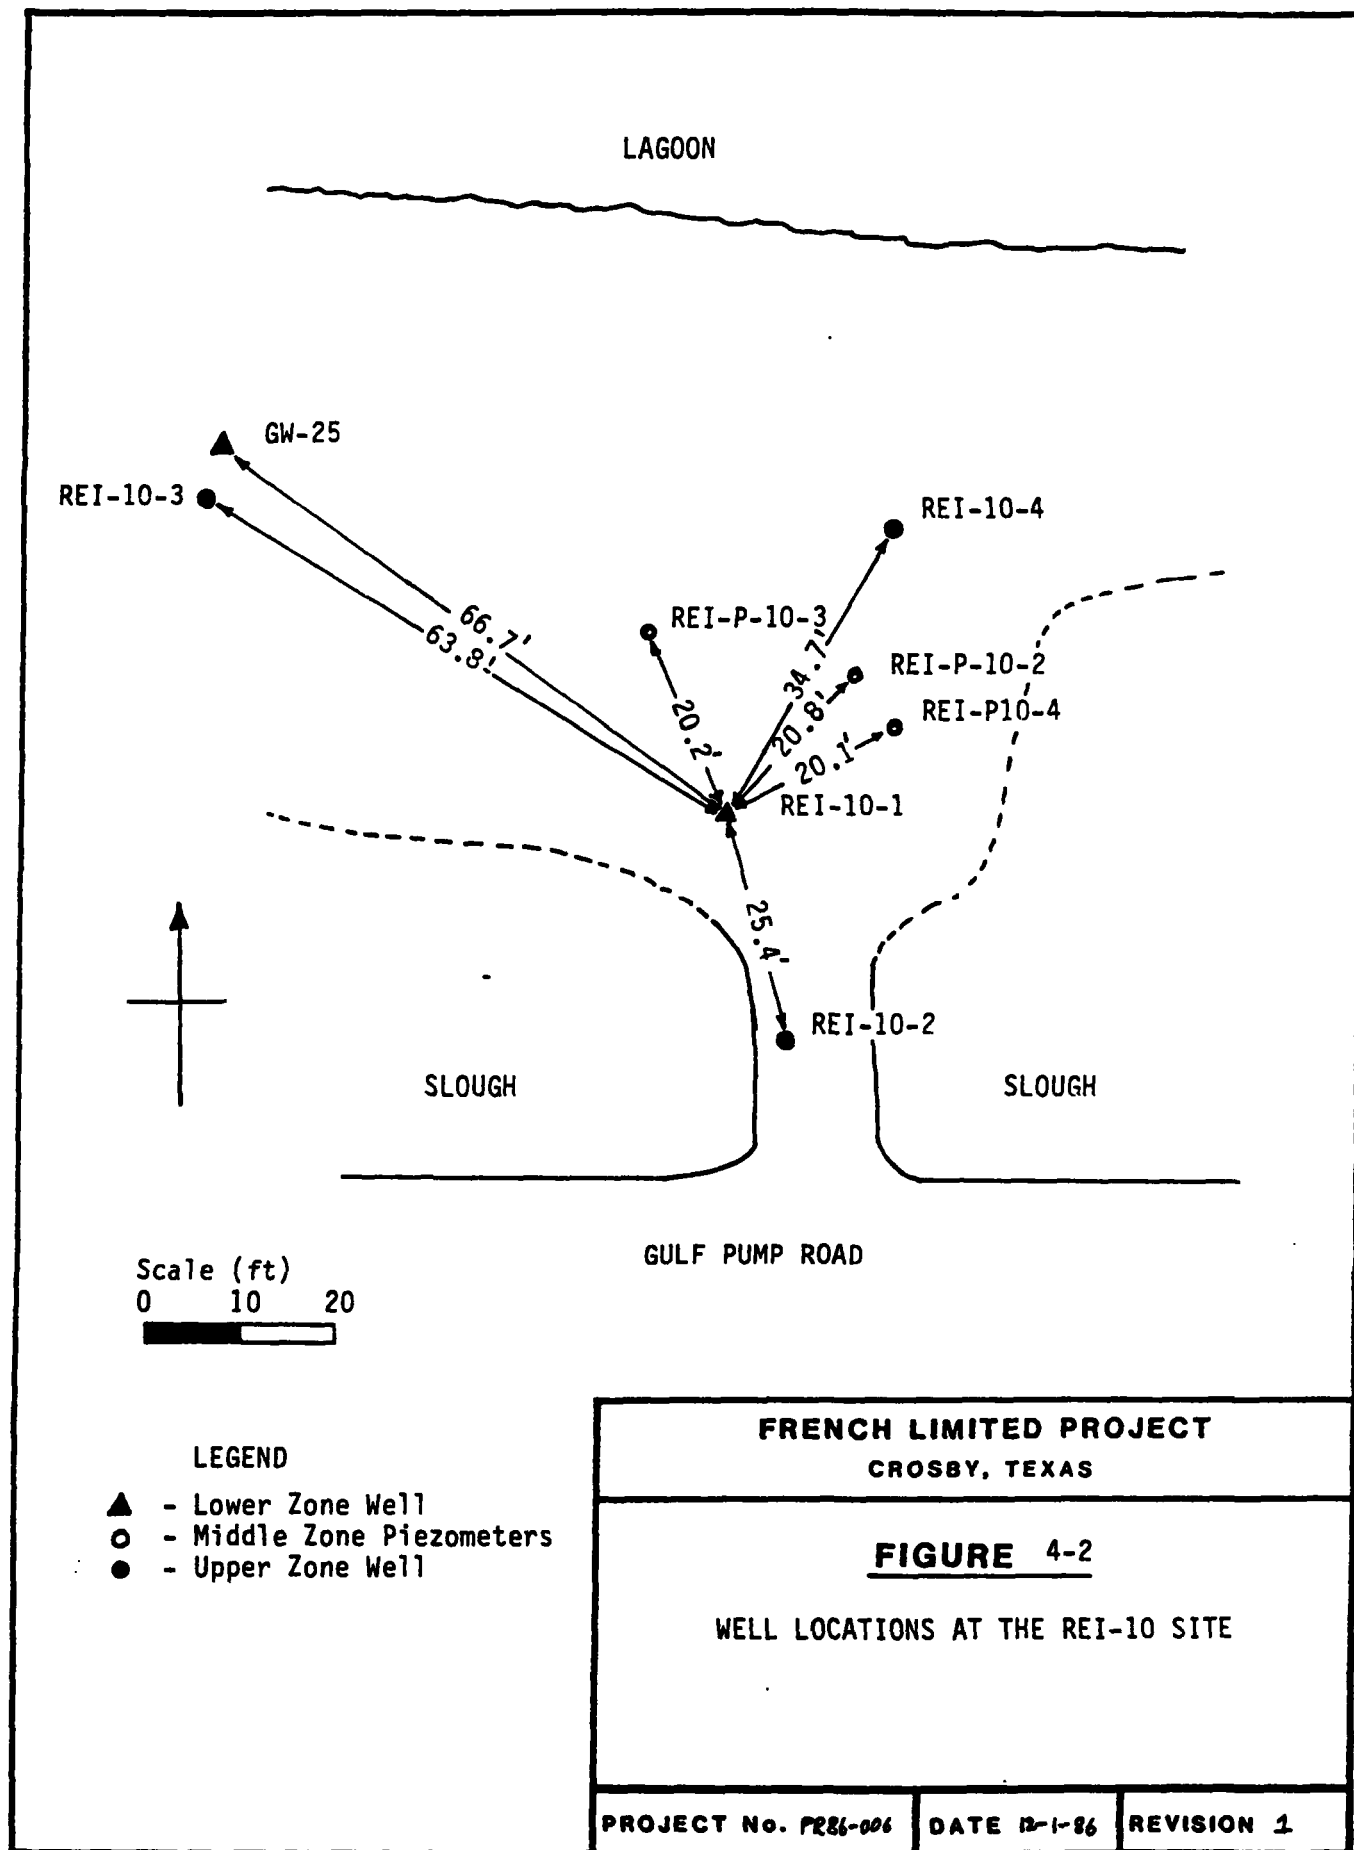 LAGOON
GW-25
REI-10-3
REI-10-4
66.7'
63.8'
REI-P-10-3
34.7'
REI-P-10-2
20.2'
20.8'
REI-P10-4
20.1'
REI-10-1
25.4'
REI-10-2
SLOUGH
SLOUGH
GULF PUMP ROAD
Scale (ft)
0 10 20
LEGEND
- Lower Zone Well
- Middle Zone Piezometers
- Upper Zone Well
FRENCH LIMITED PROJECT
CROSBY, TEXAS
FIGURE 4-2
WELL LOCATIONS AT THE REI-10 SITE
PROJECT No. PR86-006
DATE 12-1-86
REVISION 1